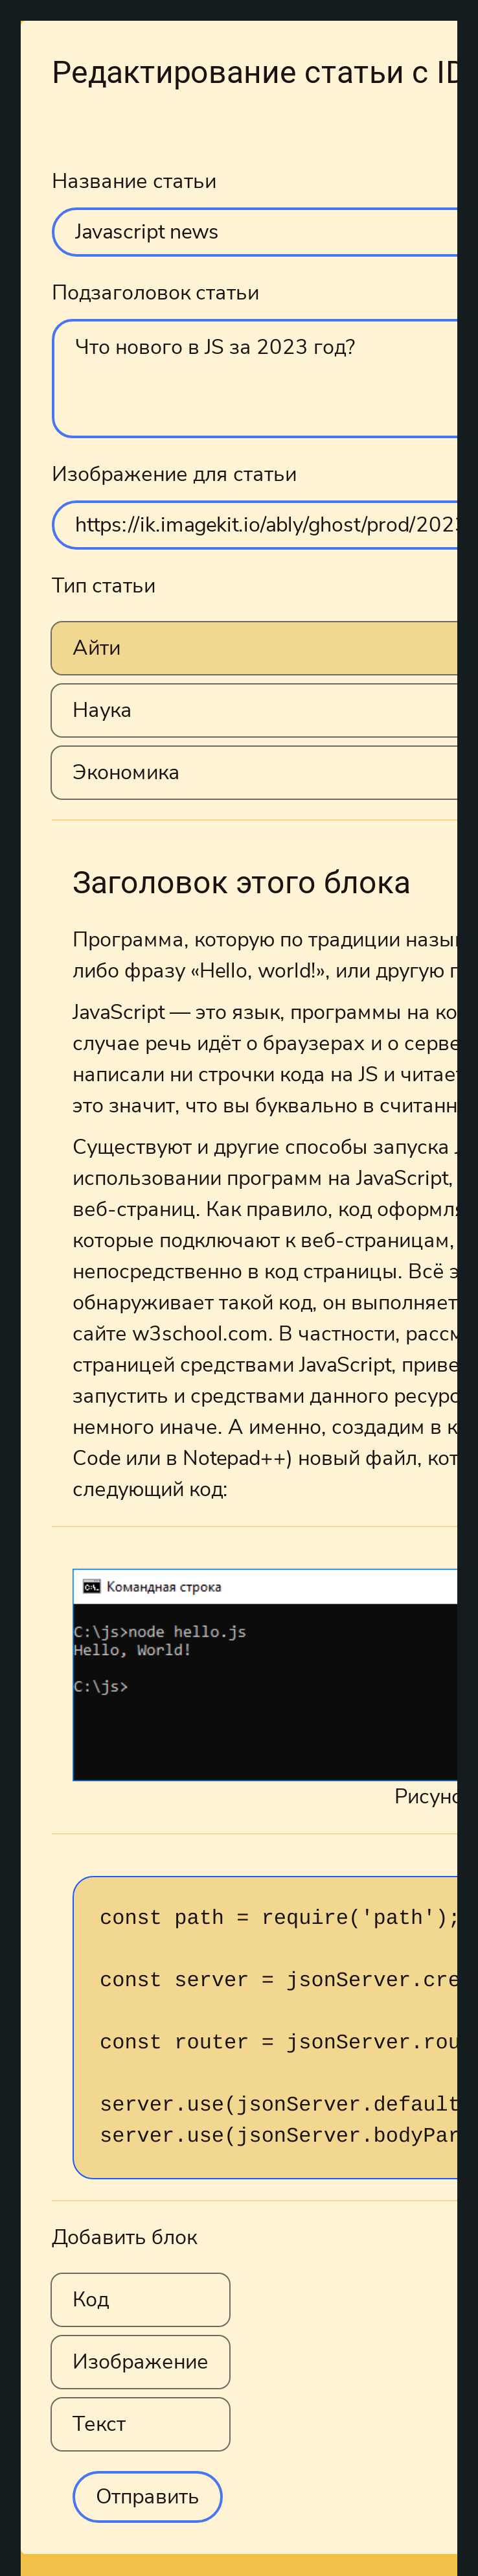 Редактирование статьи с ID
Название статьи
Javascript news
Подзаголовок статьи
Что нового в JS за 2023 год?
Изображение для статьи
https://ik.imagekit.io/ably/ghost/prod/202
Тип статьи
Айти
Наука
Экономика
Заголовок этого блока
Программа, которую по традиции назы
либо фразу «Hello, world!», или другую
JavaScript — это язык, программы на ко
случае речь идёт о браузерах и о серве
написали ни строчки кода на JS и читае
это значит, что вы буквально в считанн
Существуют и другие способы запуска
использовании программ на JavaScript,
веб-страниц. Как правило, код оформл
которые подключают к веб-страницам,
непосредственно в код страницы. Всё
обнаруживает такой код, он выполняет
сайте w3school.com. В частности, рассм
страницей средствами JavaScript, приве
запустить и средствами данного ресурс
немного иначе. А именно, создадим в к
Code или в Notepad++) новый файл, кот
следующий код:
Командная строка
C:\js>node hello.js
Hello, World!
C:\js>
Рисуно
const path = require('path');
const server = jsonServer.cre
const router = jsonServer.rou
server.use(jsonServer.default
server.use(jsonServer.bodyPar
Добавить блок
Код
Изображение
Текст
Отправить